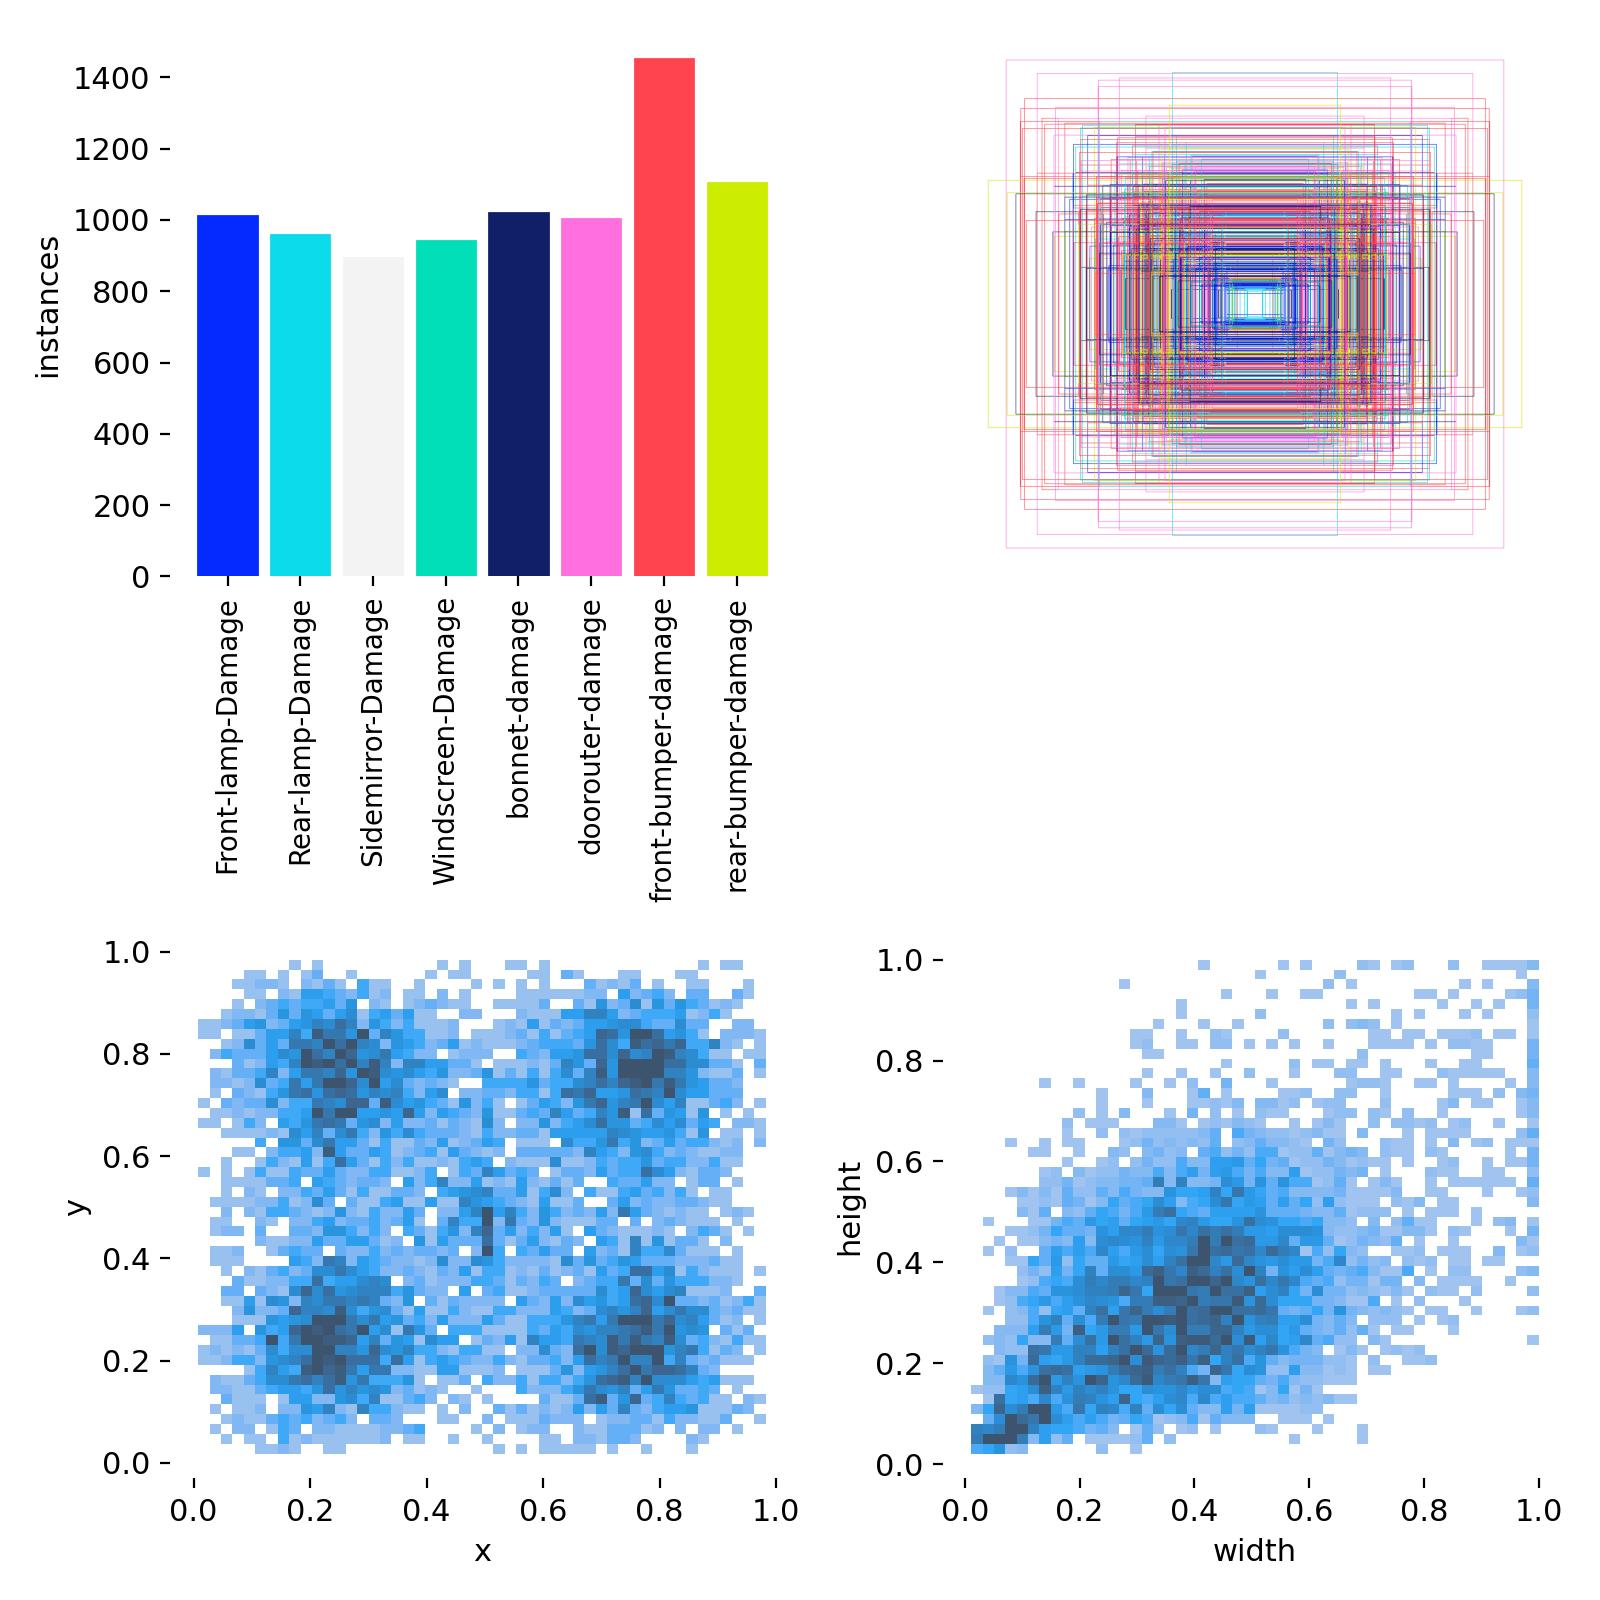 1400
1200
1000
800
600
400
200
0
instances
Front-lamp-Damage
Rear-lamp-Damage
Sidemirror-Damage
Windscreen-Damage
bonnet-damage
doorouter-damage
front-bumper-damage
rear-bumper-damage
1.0
0.8
0.6
0.4
0.2
0.0
y
0.0 0.2 0.4 0.6 0.8 1.0
x
1.0
0.8
0.6
0.4
0.2
0.0
height
0.0 0.2 0.4 0.6 0.8 1.0
width